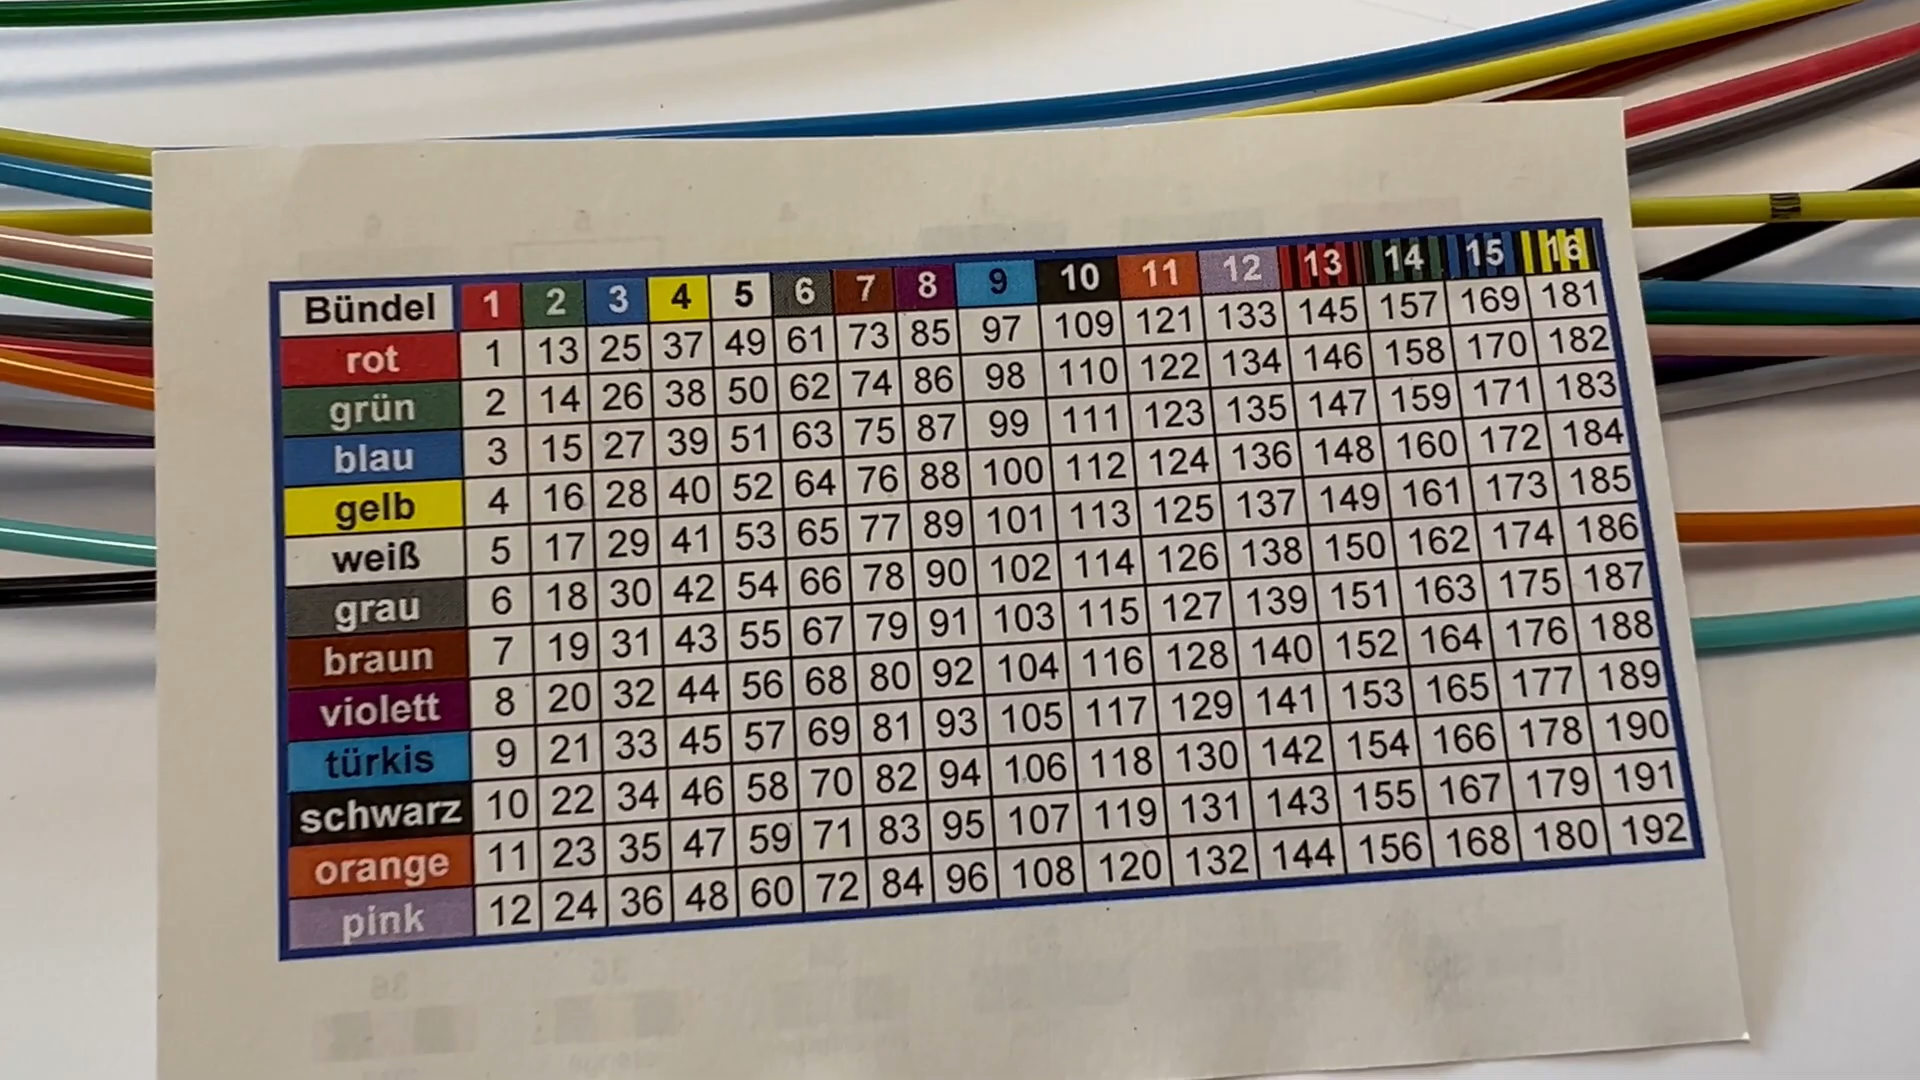 Bündel 1 2 3 4 5 6 7 8 9 10 11 12 13 14 15 16
rot 1 13 25 37 49 61 73 85 97 109 121 133 145 157 169 181
grün 2 14 26 38 50 62 74 86 98 110 122 134 146 158 170 182
blau 3 15 27 39 51 63 75 87 99 111 123 135 147 159 171 183
gelb 4 16 28 40 52 64 76 88 100 112 124 136 148 160 172 184
weiß 5 17 29 41 53 65 77 89 101 113 125 137 149 161 173 185
grau 6 18 30 42 54 66 78 90 102 114 126 138 150 162 174 186
braun 7 19 31 43 55 67 79 91 103 115 127 139 151 163 175 187
violett 8 20 32 44 56 68 80 92 104 116 128 140 152 164 176 188
türkis 9 21 33 45 57 69 81 93 105 117 129 141 153 165 177 189
schwarz 10 22 34 46 58 70 82 94 106 118 130 142 154 166 178 190
orange 11 23 35 47 59 71 83 95 107 119 131 143 155 167 179 191
pink 12 24 36 48 60 72 84 96 108 120 132 144 156 168 180 192